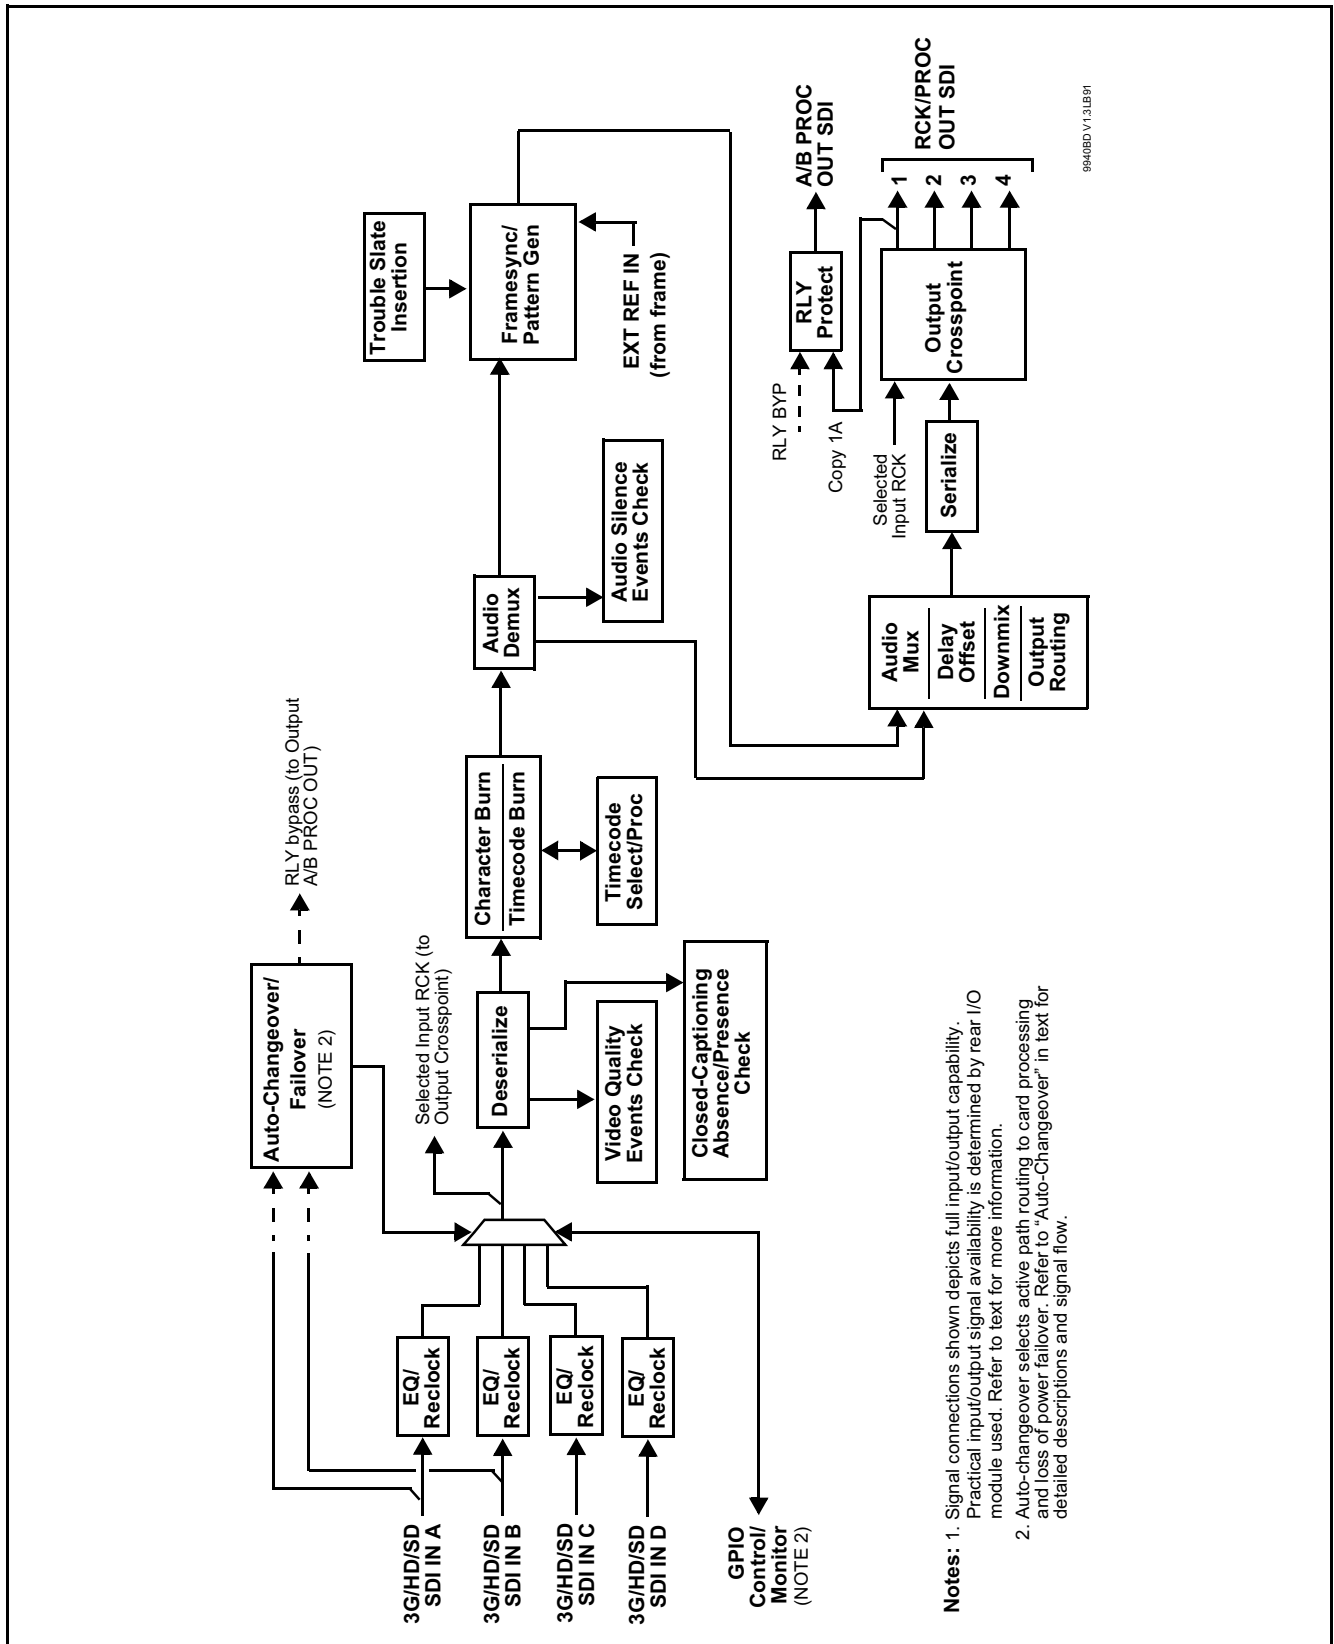 Auto-Changeover/
Failover
(NOTE 2)
RLY bypass (to Output
A/B PROC OUT)
3G/HD/SD
SDI IN A
3G/HD/SD
SDI IN B
3G/HD/SD
SDI IN C
3G/HD/SD
SDI IN D
GPIO
Control/
Monitor
(NOTE 2)
EQ/
Reclock
EQ/
Reclock
EQ/
Reclock
EQ/
Reclock
Selected Input RCK (to
Output Crosspoint)
Deserialize
Video Quality
Events Check
Closed-Captioning
Absence/Presence
Check
Character Burn
Timecode Burn
Timecode
Select/Proc
Audio
Demux
Audio Silence
Events Check
Trouble Slate
Insertion
Framesync/
Pattern Gen
EXT REF IN
(from frame)
Audio
Mux
Delay
Offset
Downmix
Output
Routing
Serialize
Selected
Input RCK
Copy 1A
RLY BYP
RLY
Protect
A/B PROC
OUT SDI
Output
Crosspoint
1
2
3
4
RCK/PROC
OUT SDI
9940BD V1.3LB91
Notes: 1. Signal connections shown depicts full input/output capability.
Practical input/output signal availability is determined by rear I/O
module used. Refer to text for more information.
2. Auto-changeover selects active path routing to card processing
and loss of power failover. Refer to “Auto-Changeover” in text for
detailed descriptions and signal flow.